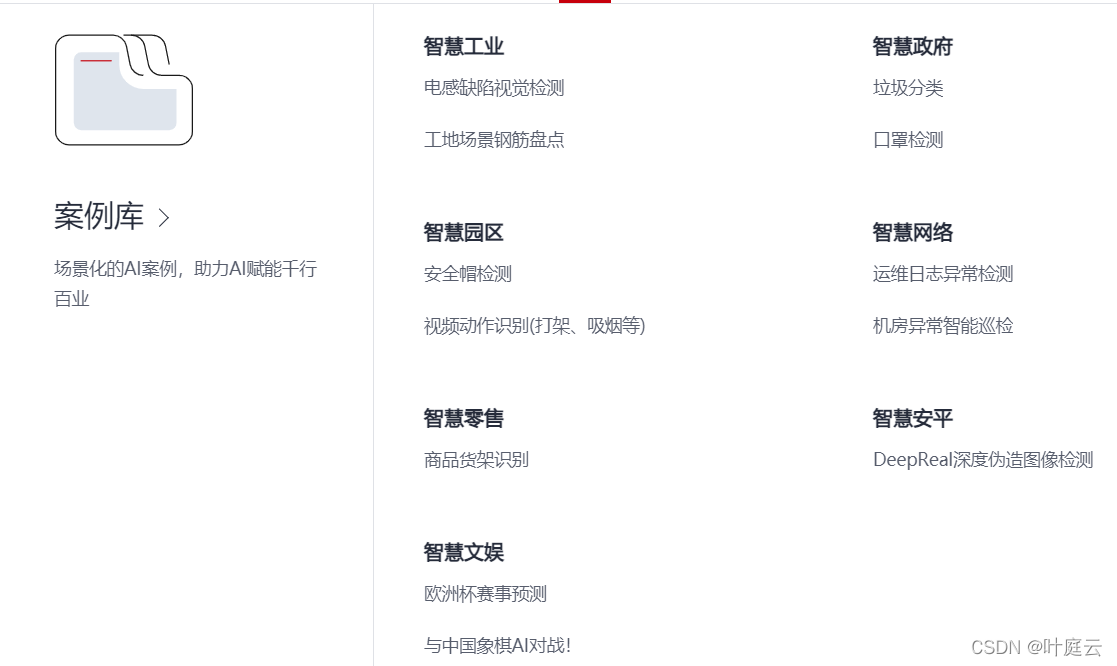 案例库
场景化的AI案例，助力AI赋能千行
百业
智慧工业
电感缺陷视觉检测
工地场景钢筋盘点
智慧政府
垃圾分类
口罩检测
智慧园区
安全帽检测
视频动作识别(打架、吸烟等)
智慧网络
运维日志异常检测
机房异常智能巡检
智慧零售
商品货架识别
智慧安平
DeepReal深度伪造图像检测
智慧文娱
欧洲杯赛事预测
与中国象棋AI对战！
CSDN @叶庭云